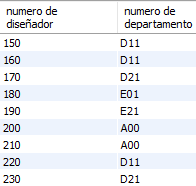 numero de diseñador numero de departamento
150 D11
160 D11
170 D21
180 E01
190 E21
200 A00
210 A00
220 D11
230 D21